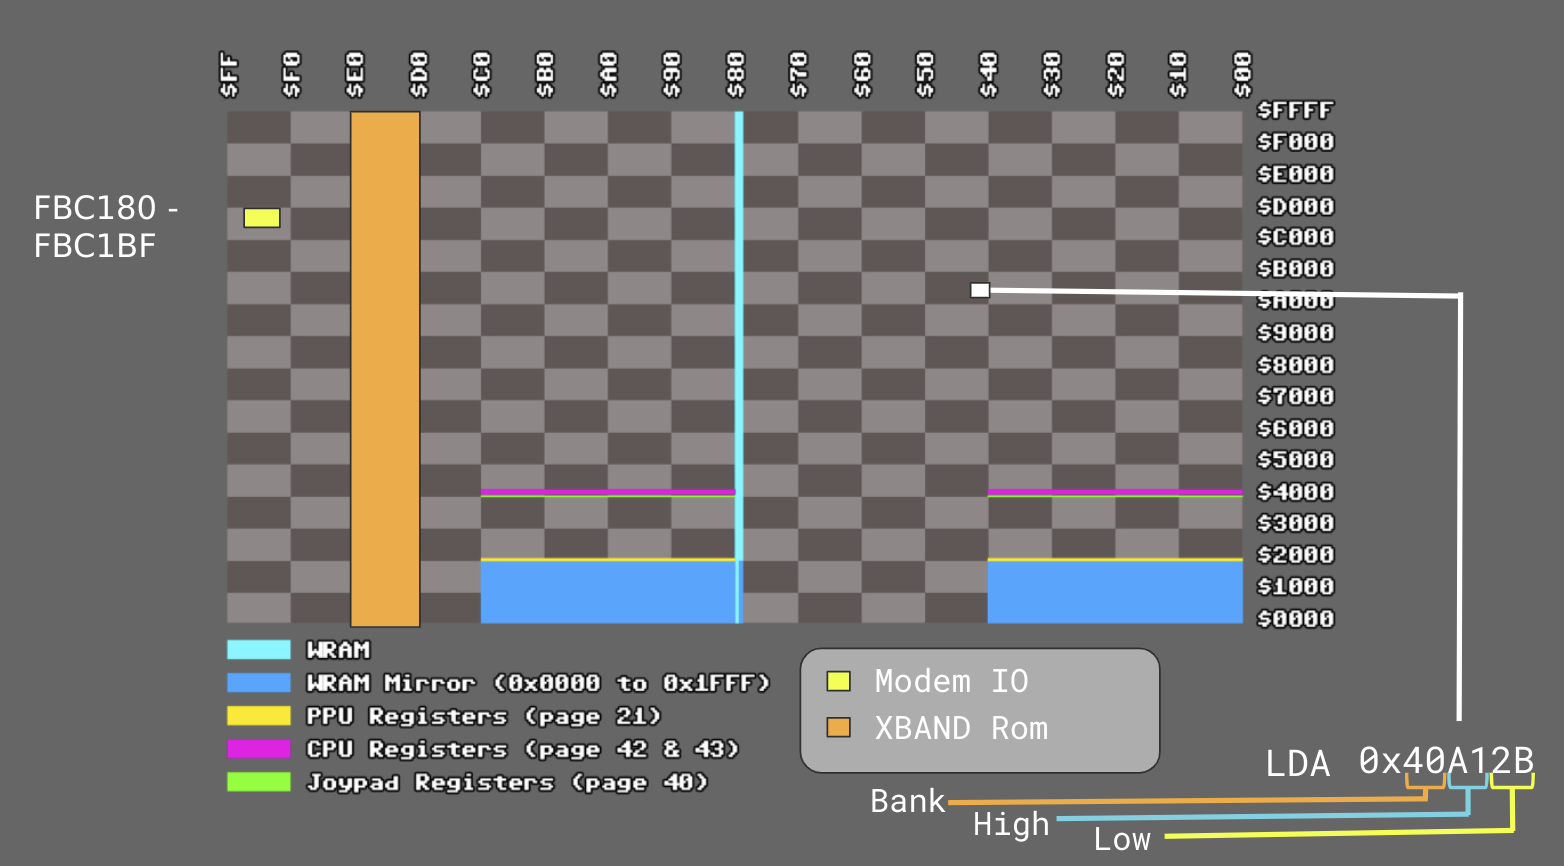 $FF $F0 $E0 $D0 $C0 $B0 $A0 $90 $80 $70 $60 $50 $40 $30 $20 $10 $00
$FFFF
$F000
$E000
FBC180 -
FBC1BF
$D000
$C000
$B000
$A000
$9000
$8000
$7000
$6000
$5000
$4000
$3000
$2000
$1000
$0000
WRAM
WRAM Mirror (0x0000 to 0x1FFF)
PPU Registers (page 21)
CPU Registers (page 42 & 43)
Joypad Registers (page 40)
Modem IO
XBAND Rom
LDA 0x40A12B
Bank
High
Low